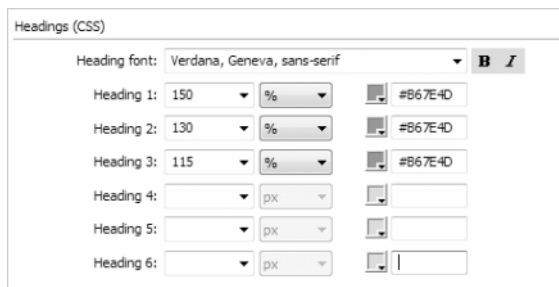 Headings (CSS)
Heading font: Verdana, Geneva, sans-serif B I
Heading 1: 150 % #B67E4D
Heading 2: 130 % #B67E4D
Heading 3: 115 % #B67E4D
Heading 4: px
Heading 5: px
Heading 6: px